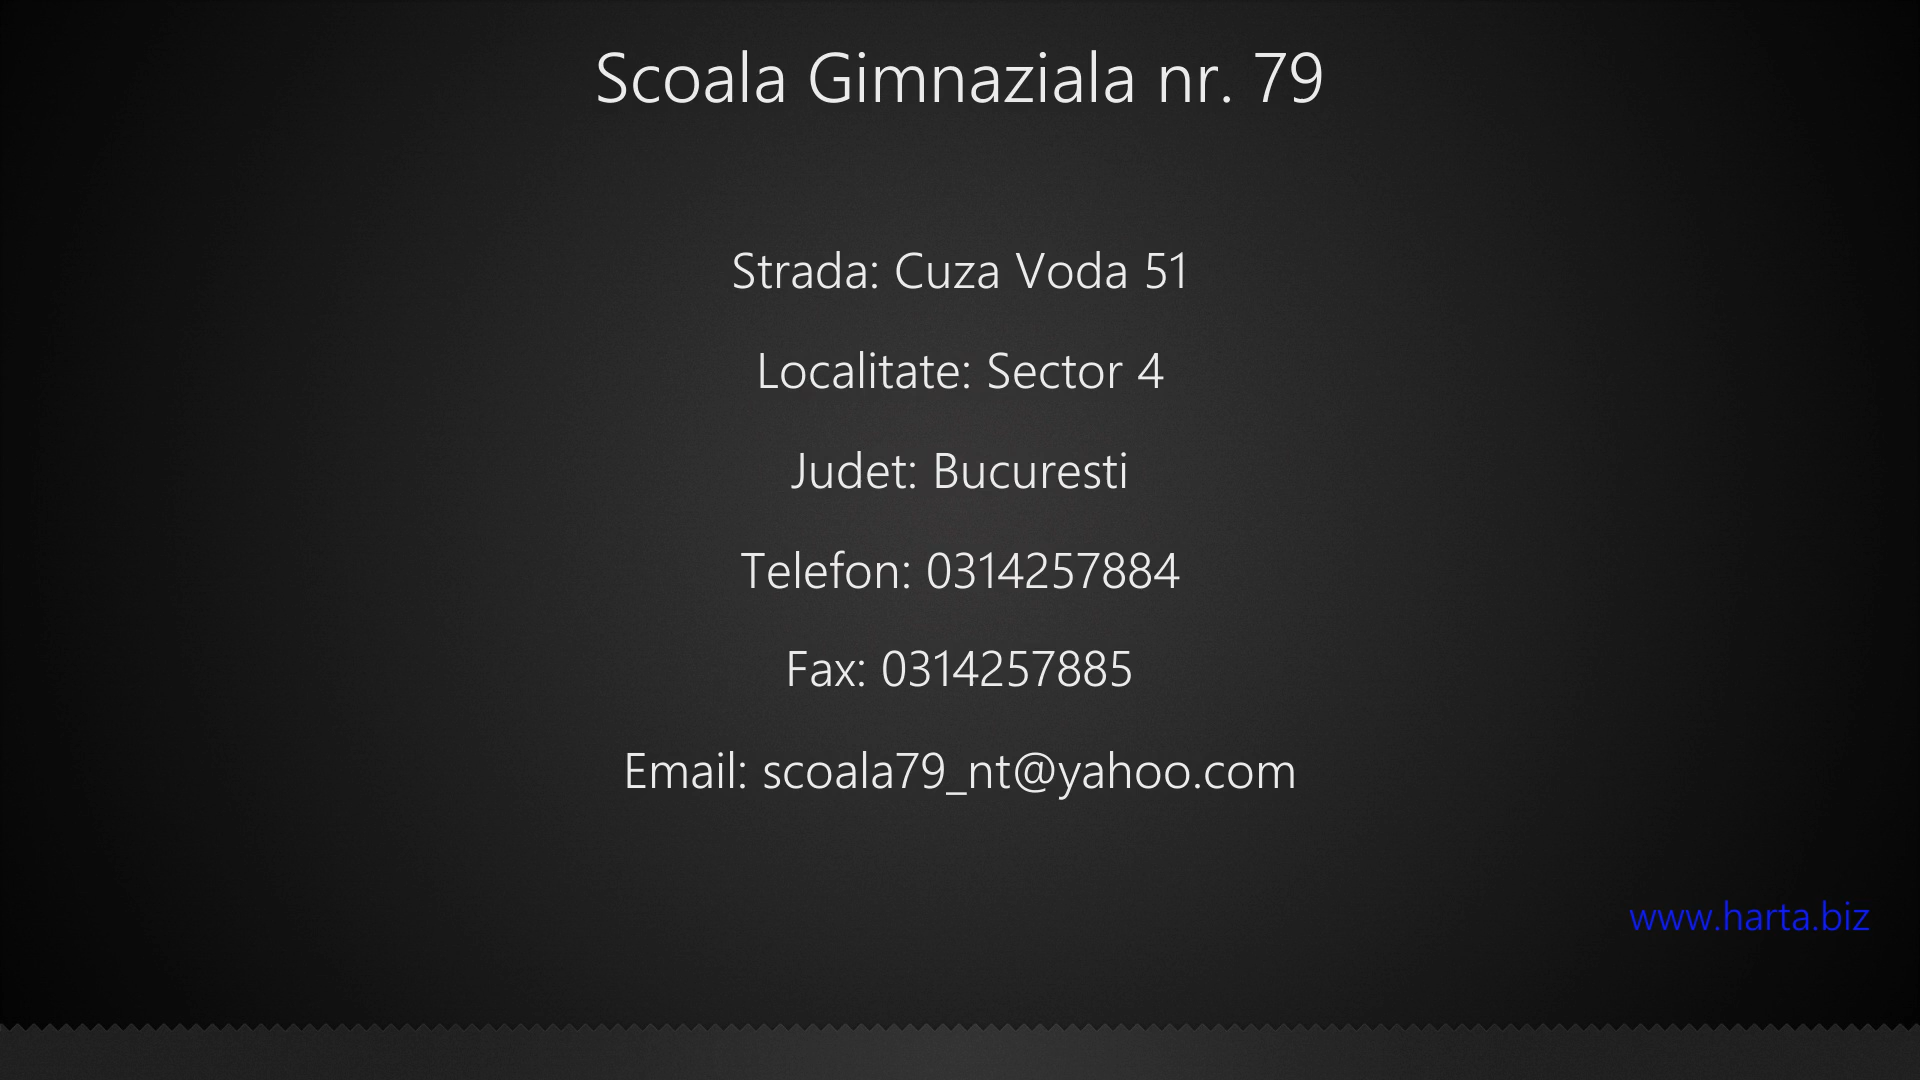 Scoala Gimnaziala nr. 79
Strada: Cuza Voda 51
Localitate: Sector 4
Judet: Bucuresti
Telefon: 0314257884
Fax: 0314257885
Email: scoala79_nt@yahoo.com
www.harta.biz